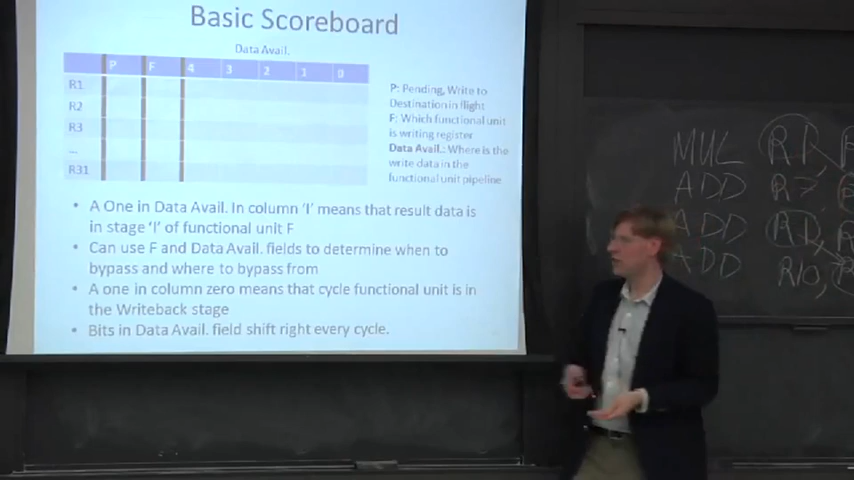 Basic Scoreboard
Data Avail.
P F 4 3 2 1 0
R1
R2
R3
...
R31
P: Pending, Write to
Destination in flight
F: Which functional unit
is writing register
Data Avail.: Where is the
write data in the
functional unit pipeline
• A One in Data Avail. In column 'I' means that result data is
in stage 'I' of functional unit F
• Can use F and Data Avail. fields to determine when to
bypass and where to bypass from
• A one in column zero means that cycle functional unit is in
the Writeback stage
• Bits in Data Avail. field shift right every cycle.
MUL R1,
ADD R7
ADD R1
ADD R10,